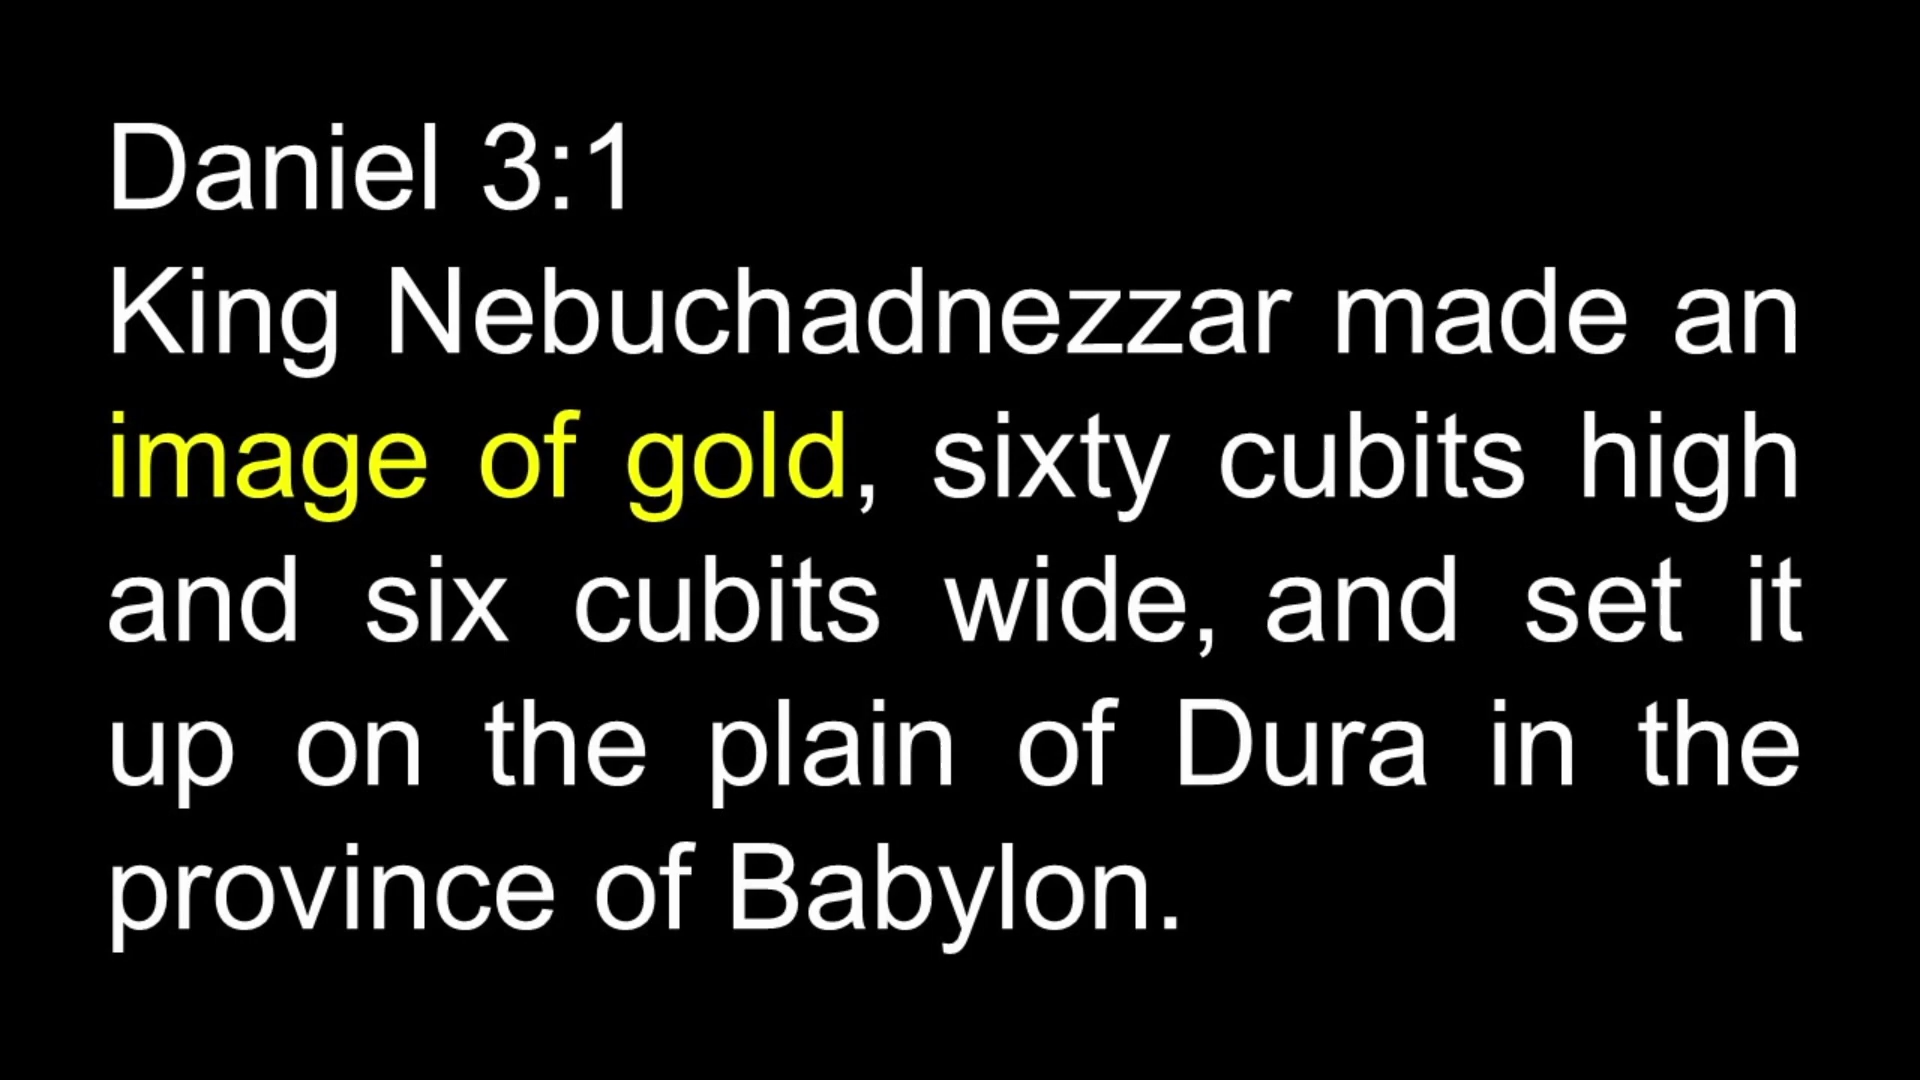 Daniel 3:1
King Nebuchadnezzar made an
image of gold, sixty cubits high
and six cubits wide, and set it
up on the plain of Dura in the
province of Babylon.